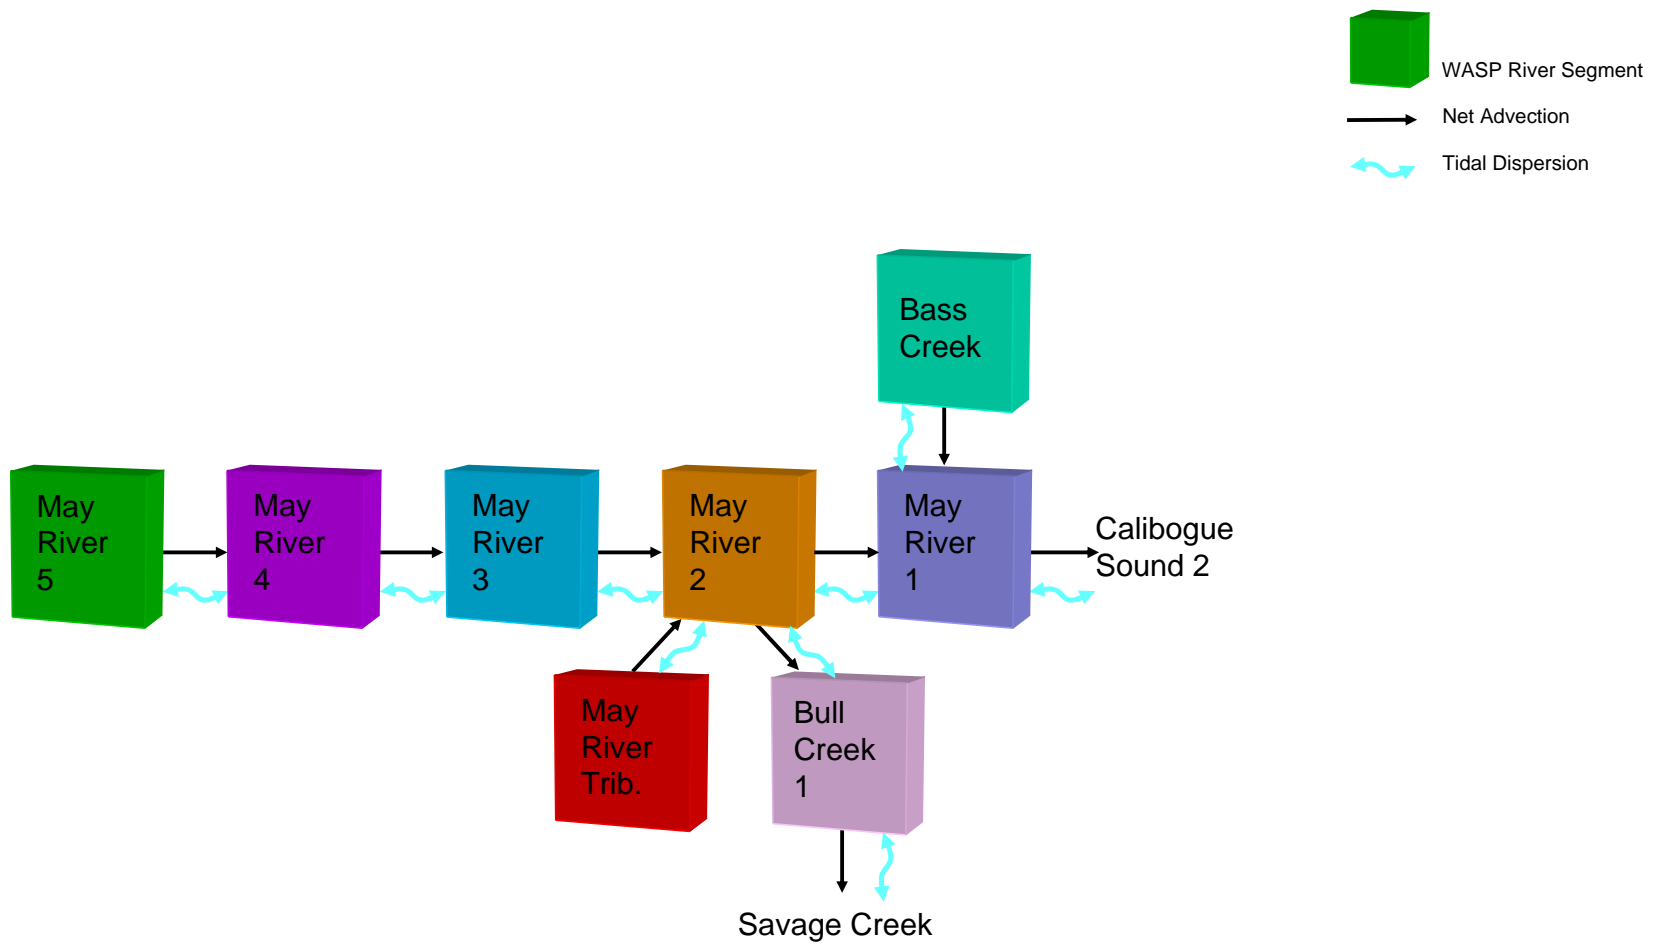 WASP River Segment
Net Advection
Tidal Dispersion
Bass
Creek
May
River
5
May
River
4
May
River
3
May
River
2
May
River
1
Calibogue
Sound 2
May
River
Trib.
Bull
Creek
1
Savage Creek